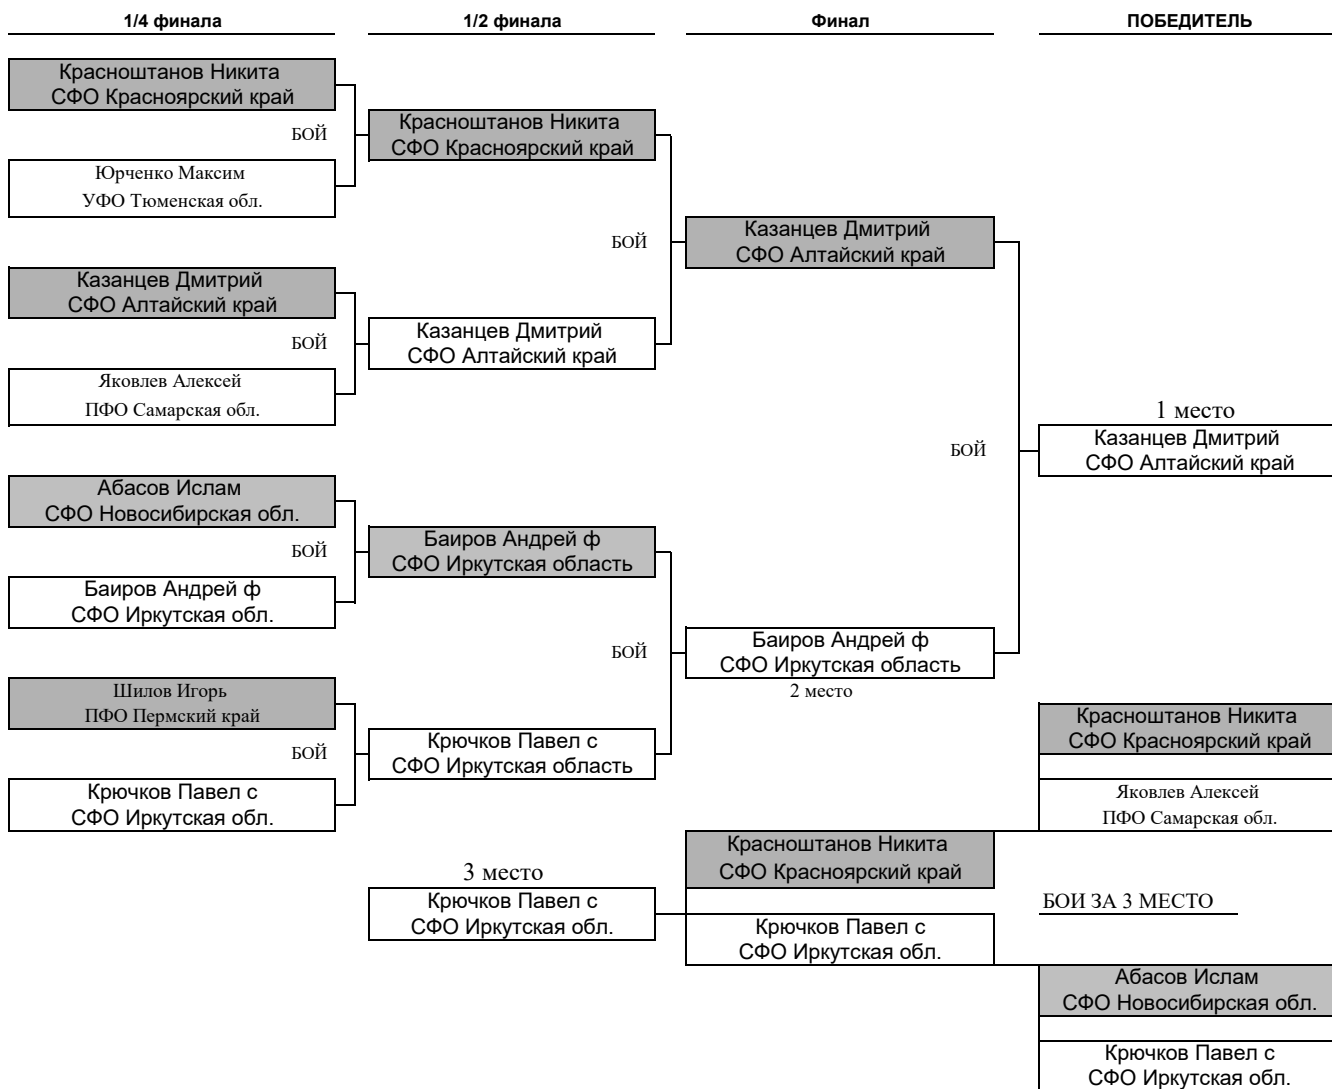 1/4 финала
1/2 финала
Финал
ПОБЕДИТЕЛЬ
Красноштанов Никита
СФО Красноярский край
БОЙ
Юрченко Максим
УФО Тюменская обл.
Красноштанов Никита
СФО Красноярский край
БОЙ
Казанцев Дмитрий
СФО Алтайский край
Казанцев Дмитрий
СФО Алтайский край
БОЙ
Яковлев Алексей
ПФО Самарская обл.
Казанцев Дмитрий
СФО Алтайский край
БОЙ
1 место
Казанцев Дмитрий
СФО Алтайский край
Абасов Ислам
СФО Новосибирская обл.
БОЙ
Баиров Андрей ф
СФО Иркутская обл.
Баиров Андрей ф
СФО Иркутская область
БОЙ
Баиров Андрей ф
СФО Иркутская область
2 место
Шилов Игорь
ПФО Пермский край
БОЙ
Крючков Павел с
СФО Иркутская обл.
Крючков Павел с
СФО Иркутская область
Красноштанов Никита
СФО Красноярский край
Яковлев Алексей
ПФО Самарская обл.
Красноштанов Никита
СФО Красноярский край
3 место
Крючков Павел с
СФО Иркутская обл.
БОИ ЗА 3 МЕСТО
Крючков Павел с
СФО Иркутская обл.
Абасов Ислам
СФО Новосибирская обл.
Крючков Павел с
СФО Иркутская обл.